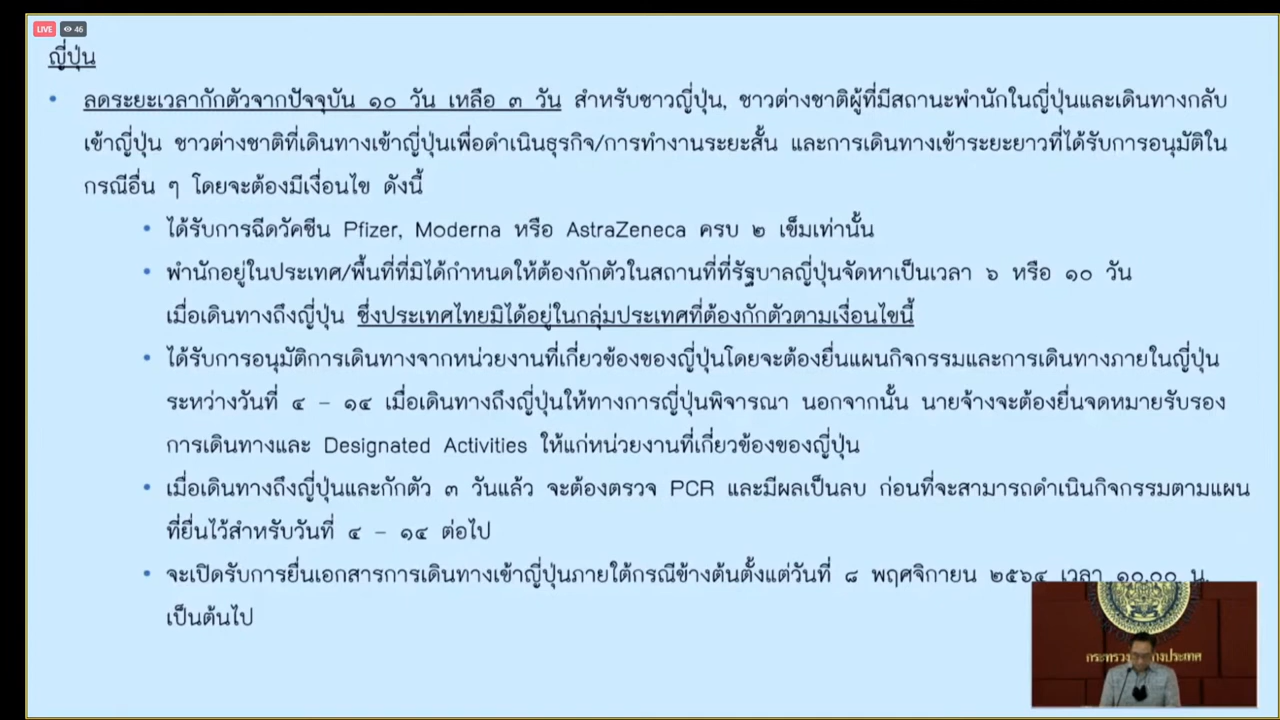 LIVE 46
ญี่ปุ่น
• ลดระยะเวลากักตัวจากปัจจุบัน ๑๐ วัน เหลือ ๓ วัน สำหรับชาวญี่ปุ่น, ชาวต่างชาติผู้ที่มีสถานะพำนักในญี่ปุ่นและเดินทางกลับ
เข้าญี่ปุ่น ชาวต่างชาติที่เดินทางเข้าญี่ปุ่นเพื่อดำเนินธุรกิจ/การทำงานระยะสั้น และการเดินทางเข้าระยะยาวที่ได้รับการอนุมัติใน
กรณีอื่น ๆ โดยจะต้องมีเงื่อนไข ดังนี้
• ได้รับการฉีดวัคซีน Pfizer, Moderna หรือ AstraZeneca ครบ ๒ เข็มเท่านั้น
• พำนักอยู่ในประเทศ/พื้นที่ที่มิได้กำหนดให้ต้องกักตัวในสถานที่ที่รัฐบาลญี่ปุ่นจัดหาเป็นเวลา ๖ หรือ ๑๐ วัน
เมื่อเดินทางถึงญี่ปุ่น ซึ่งประเทศไทยมิได้อยู่ในกลุ่มประเทศที่ต้องกักตัวตามเงื่อนไขนี้
• ได้รับการอนุมัติการเดินทางจากหน่วยงานที่เกี่ยวข้องของญี่ปุ่นโดยจะต้องยื่นแผนกิจกรรมและการเดินทางภายในญี่ปุ่น
ระหว่างวันที่ ๔ – ๑๔ เมื่อเดินทางถึงญี่ปุ่นให้ทางการญี่ปุ่นพิจารณา นอกจากนั้น นายจ้างจะต้องยื่นจดหมายรับรอง
การเดินทางและ Designated Activities ให้แก่หน่วยงานที่เกี่ยวข้องของญี่ปุ่น
• เมื่อเดินทางถึงญี่ปุ่นและกักตัว ๓ วันแล้ว จะต้องตรวจ PCR และมีผลเป็นลบ ก่อนที่จะสามารถดำเนินกิจกรรมตามแผน
ที่ยื่นไว้สำหรับวันที่ ๔ – ๑๔ ต่อไป
• จะเปิดรับการยื่นเอกสารการเดินทางเข้าญี่ปุ่นภายใต้กรณีข้างต้นตั้งแต่วันที่ ๘ พฤศจิกายน ๒๕๖๔ เวลา ๑๐.๐๐ น.
เป็นต้นไป